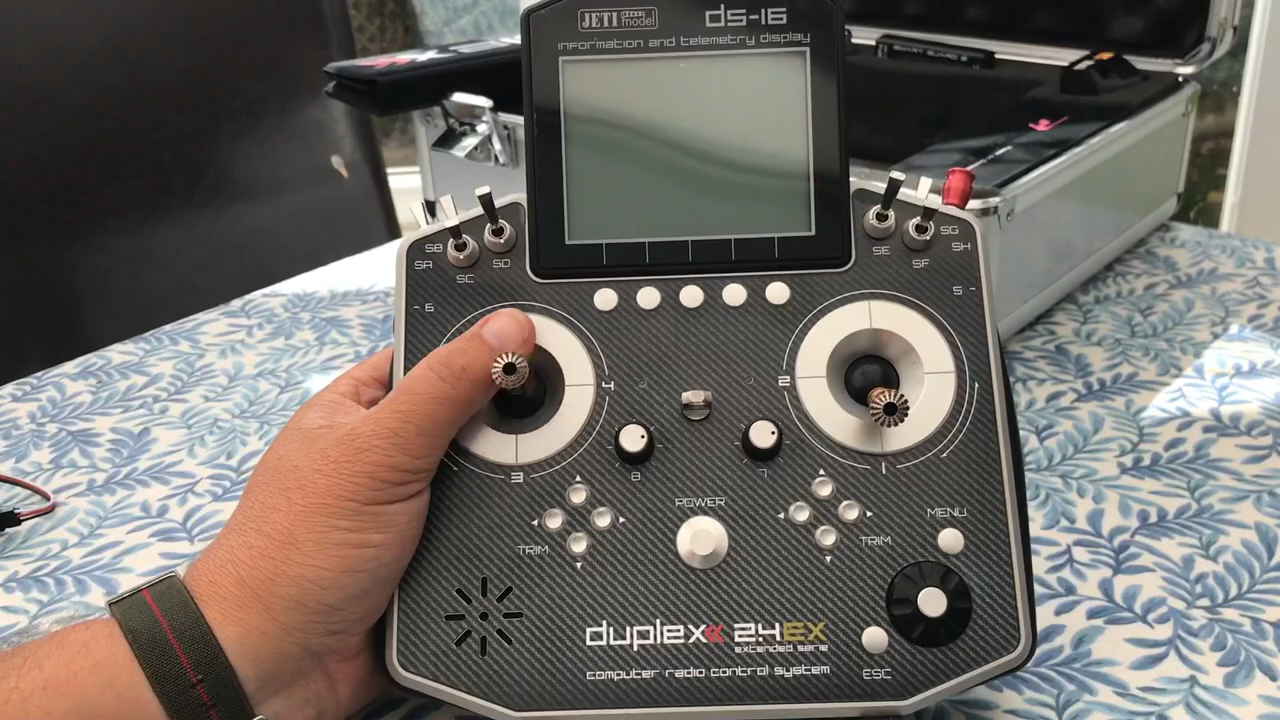 JETI model
ds-16
information and telemetry display
SB
SA
SC
SD
SE
SF
SG
SH
- 6
5 -
4
2
3
1
8
7
POWER
TRIM
TRIM
MENU
duplex 2.4EX
extended serie
computer radio control system
ESC